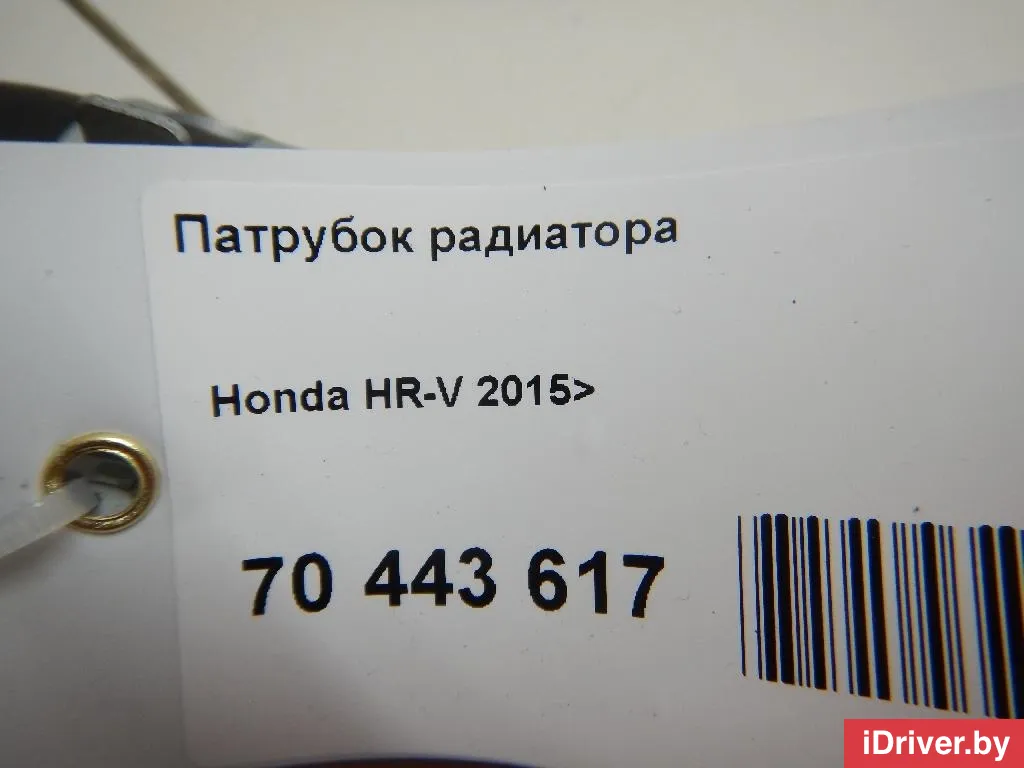 Патрубок радиатора
Honda HR-V 2015>
70 443 617
iDriver.by